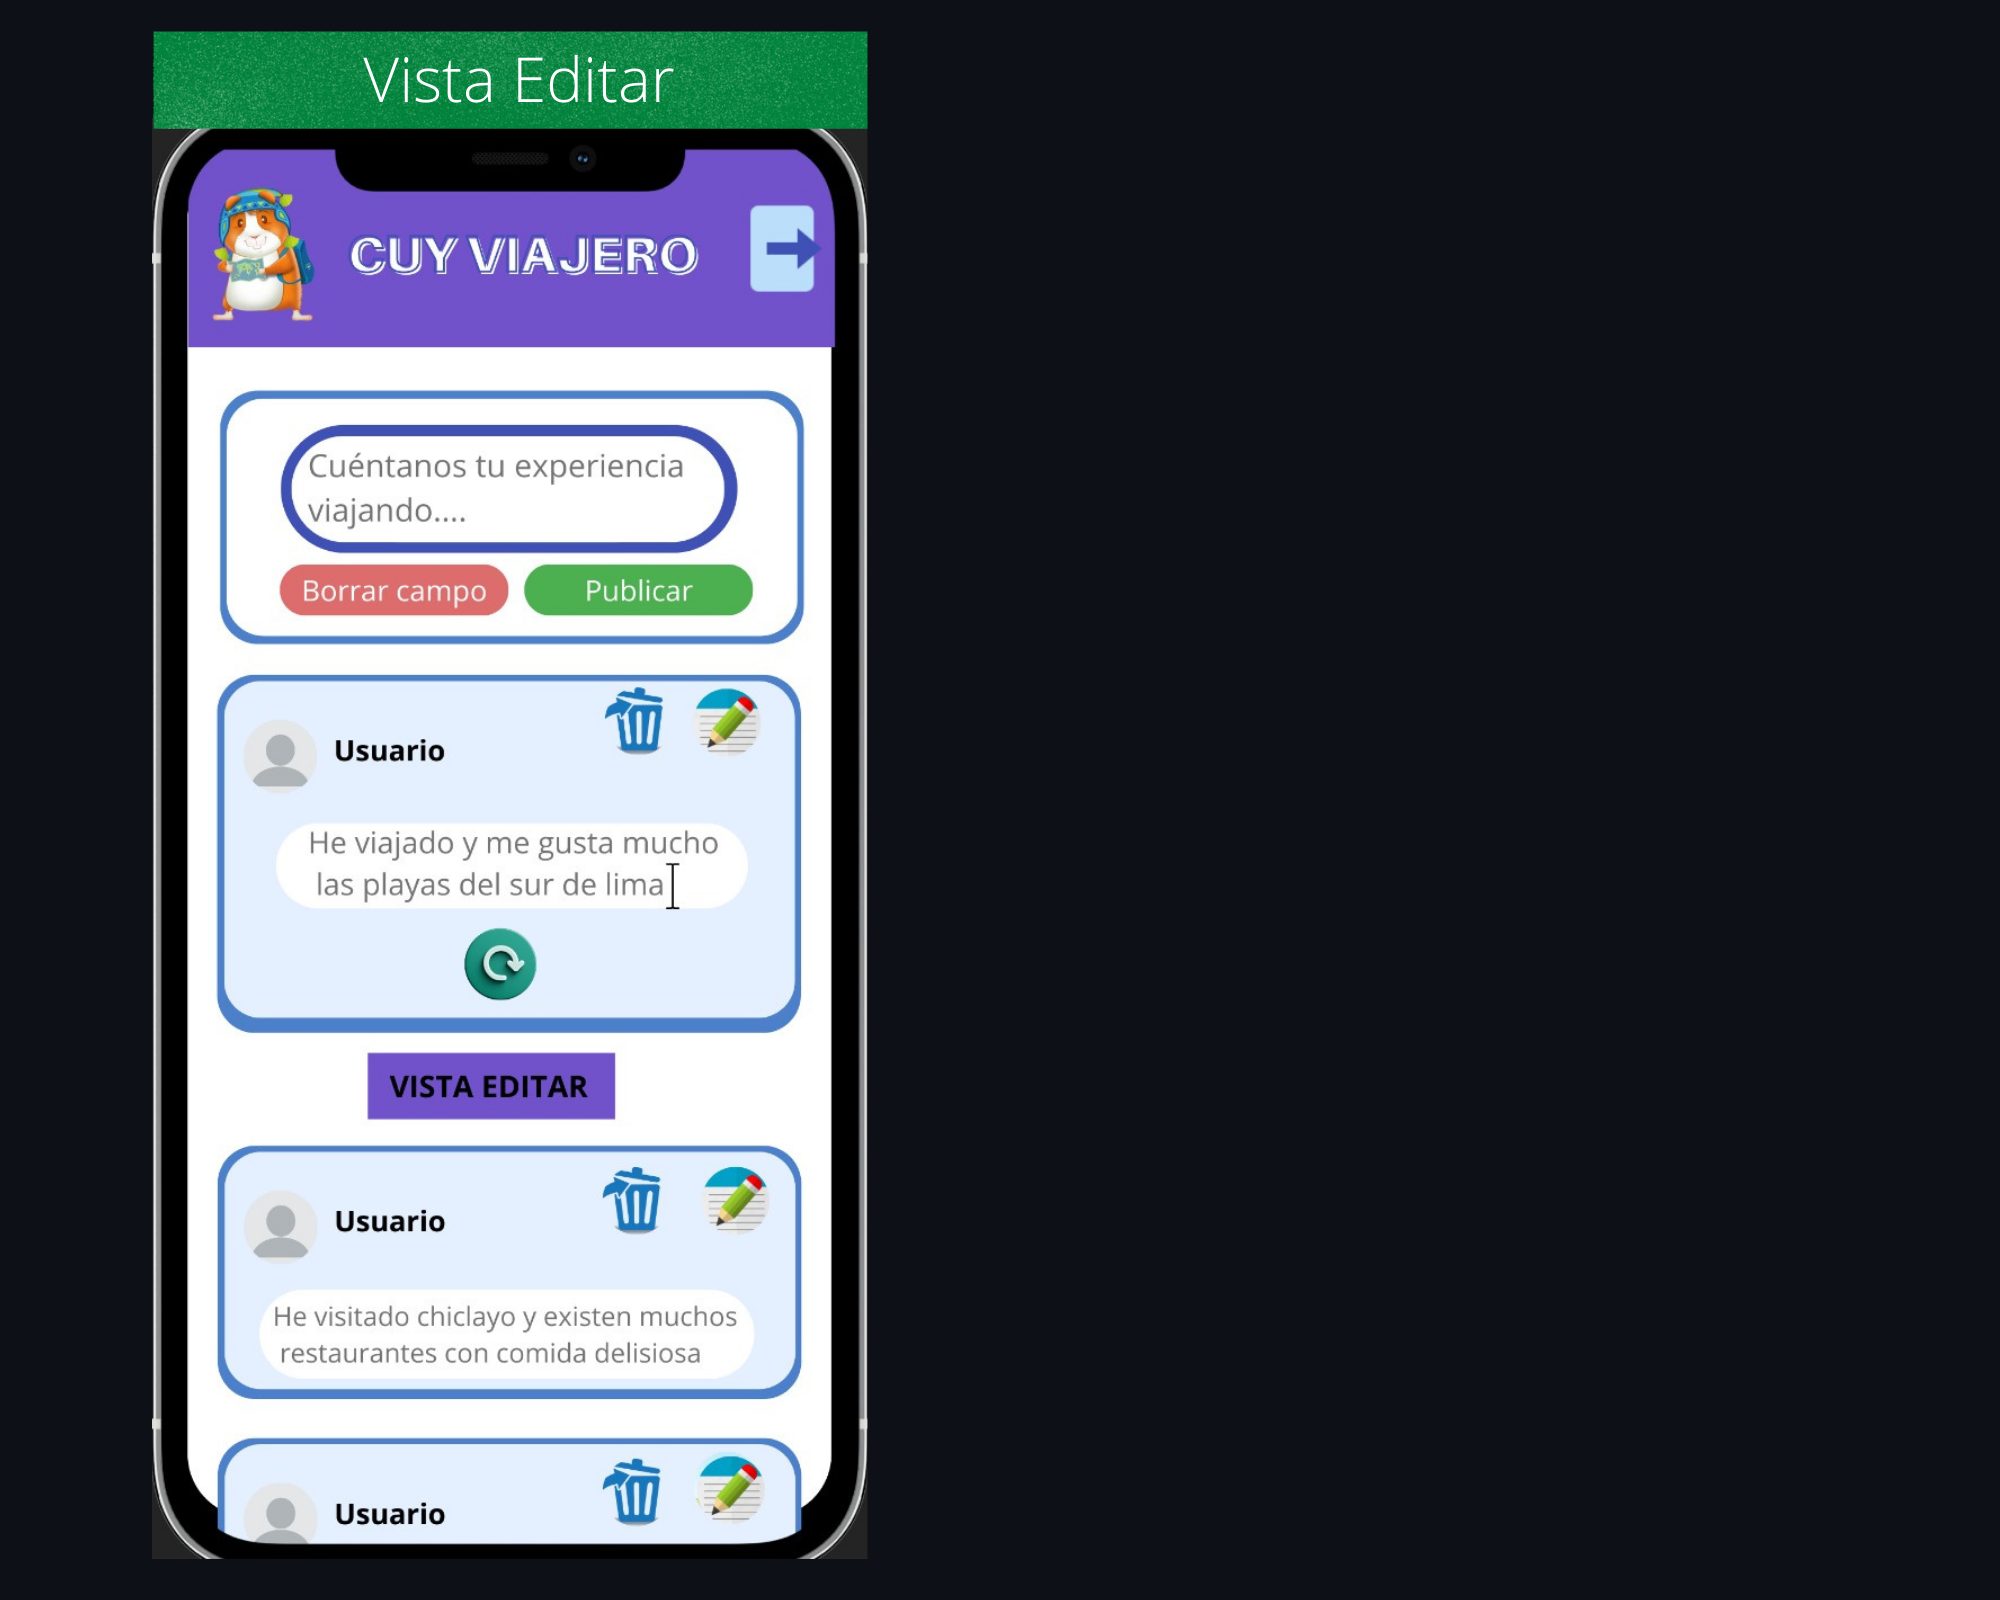 Vista Editar
CUY VIAJERO
Cuéntanos tu experiencia
viajando....
Borrar campo
Publicar
Usuario
He viajado y me gusta mucho
las playas del sur de lima
VISTA EDITAR
Usuario
He visitado chiclayo y existen muchos
restaurantes con comida delisiosa
Usuario